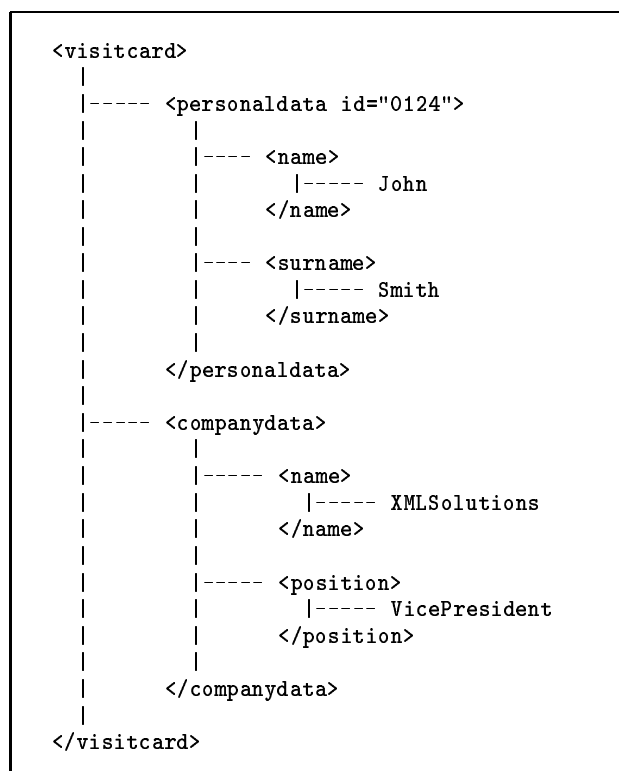 <visitcard>
|
|----- <personaldata id="0124">
| |
| |---- <name>
| | |----- John
| | </name>
| |
| |---- <surname>
| | |----- Smith
| | </surname>
| |
| </personaldata>
|
|----- <companydata>
| |
| |----- <name>
| | |----- XMLSolutions
| | </name>
| |
| |----- <position>
| | |----- VicePresident
| | </position>
| |
| </companydata>
|
</visitcard>